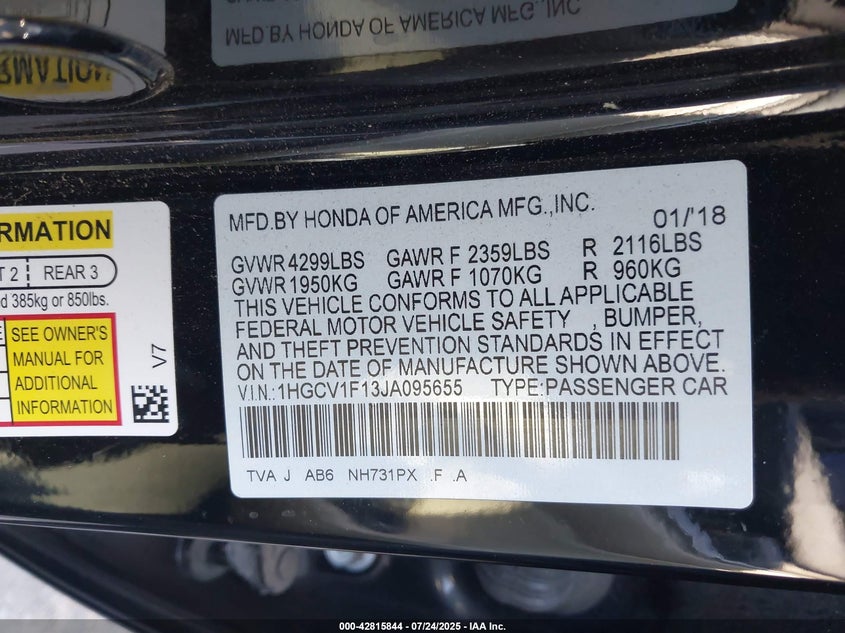 MFD.BY HONDA OF AMERICA MFG.,INC.
RMATION
MFD.BY HONDA OF AMERICA MFG.,INC. 01/'18
GVWR 4299LBS GAWR F 2359LBS R 2116LBS
GVWR 1950KG GAWR F 1070KG R 960KG
THIS VEHICLE CONFORMS TO ALL APPLICABLE
FEDERAL MOTOR VEHICLE SAFETY , BUMPER,
AND THEFT PREVENTION STANDARDS IN EFFECT
ON THE DATE OF MANUFACTURE SHOWN ABOVE.
V.I.N.:1HGCV1F13JA095655 TYPE:PASSENGER CAR
TVA J AB6 NH731PX .F .A
RMATION
T 2 REAR 3
d 385kg or 850lbs.
SEE OWNER'S
MANUAL FOR
ADDITIONAL
INFORMATION
V7
000-42815844 / 07/24/2025 - IAA Inc.